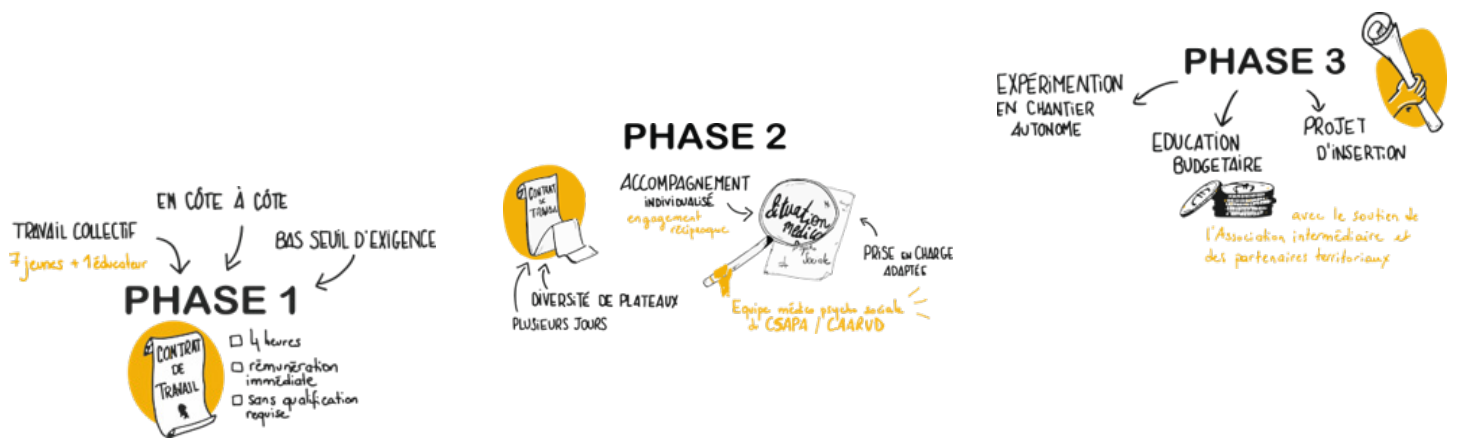 EN CÔTE À CÔTE
TRAVAIL COLLECTIF
7 jeunes + 1 éducateur
BAS SEUIL D'EXIGENCE
PHASE 1
CONTRAT
DE
TRAVAIL
4 heures
rémunération
immédiate
sans qualification
requise
PHASE 2
CONTRAT
DE
TRAVAIL
ACCOMPAGNEMENT
INDIVIDUALISÉ
engagement
réciproque
Situation
médico
Sociale
PRISE EN CHARGE
ADAPTÉE
DIVERSITÉ DE PLATEAUX
PLUSIEURS JOURS
Equipe médico psycho sociale
CSAPA / CAARUD
PHASE 3
EXPÉRIMENTION
EN CHANTIER
AUTONOME
EDUCATION
BUDGETAIRE
PROJET
D'INSERTION
avec le soutien de
l'Association intermédiaire et
des partenaires territoriaux